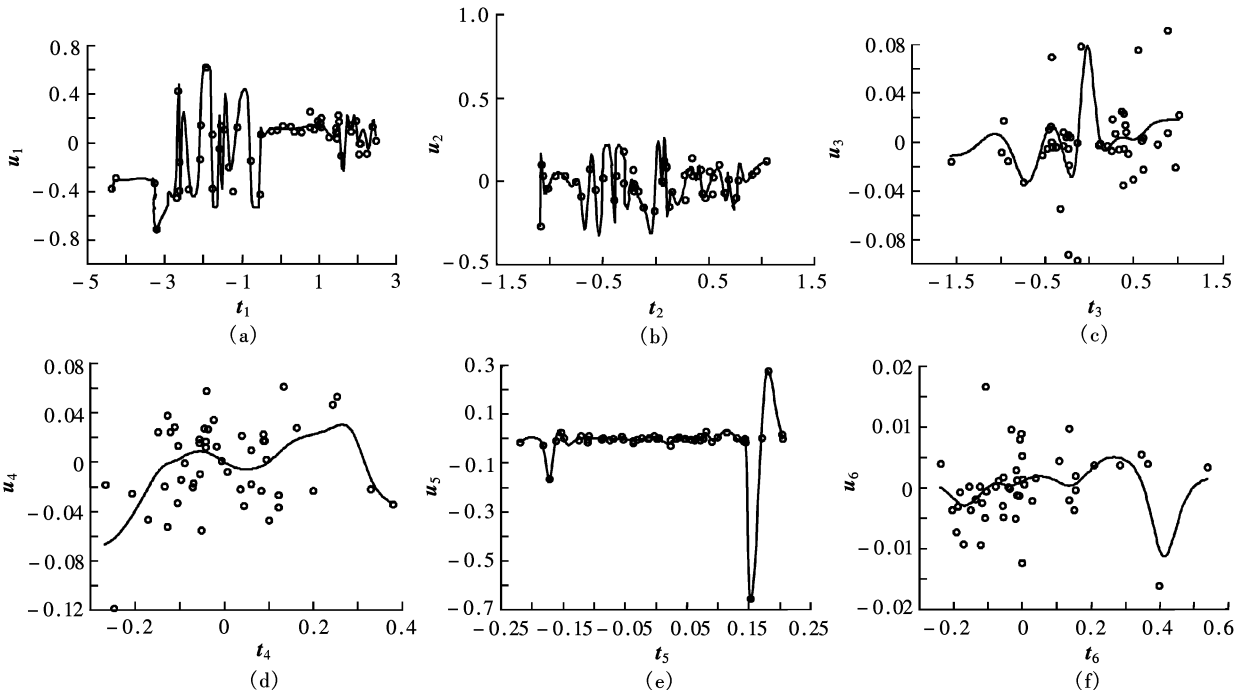 0.8
0.4
0
−0.4
−0.8
u1
−5 −3 −1 1 3
t1
(a)
1.0
0.5
0
−0.5
u2
−1.5 −0.5 0.5 1.5
t2
(b)
0.08
0.04
0
−0.04
−0.08
u3
−1.5 −0.5 0.5 1.5
t3
(c)
0.08
0.04
0
−0.04
−0.12
u4
−0.2 0 0.2 0.4
t4
(d)
0.3
0.1
−0.1
−0.3
−0.5
−0.7
u5
−0.25 −0.15 −0.05 0.05 0.15 0.25
t5
(e)
0.02
0.01
0
−0.01
−0.02
u6
−0.2 0 0.2 0.4 0.6
t6
(f)